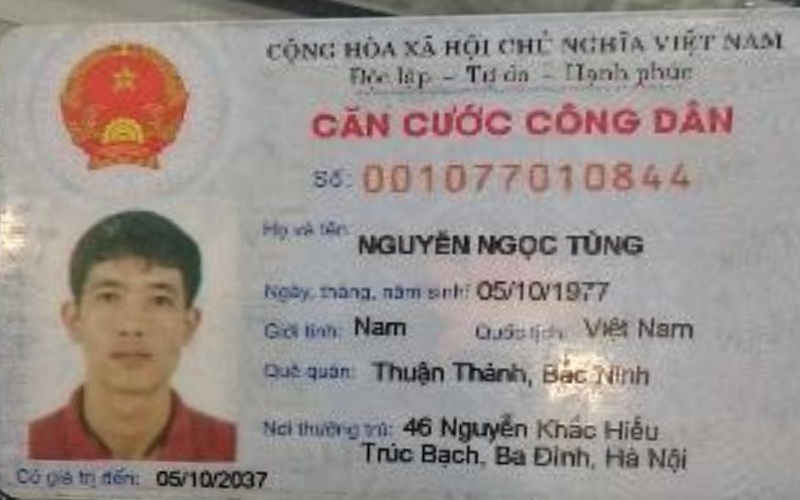 CỘNG HÒA XÃ HỘI CHỦ NGHĨA VIỆT NAM
Độc lập – Tự do – Hạnh phúc
CĂN CƯỚC CÔNG DÂN
Số: 001077010844
Họ và tên: NGUYỄN NGỌC TÙNG
Ngày, tháng, năm sinh: 05/10/1977
Giới tính: Nam Quốc tịch: Việt Nam
Quê quán: Thuận Thành, Bắc Ninh
Nơi thường trú: 46 Nguyễn Khắc Hiếu
Trúc Bạch, Ba Đình, Hà Nội
Có giá trị đến: 05/10/2037